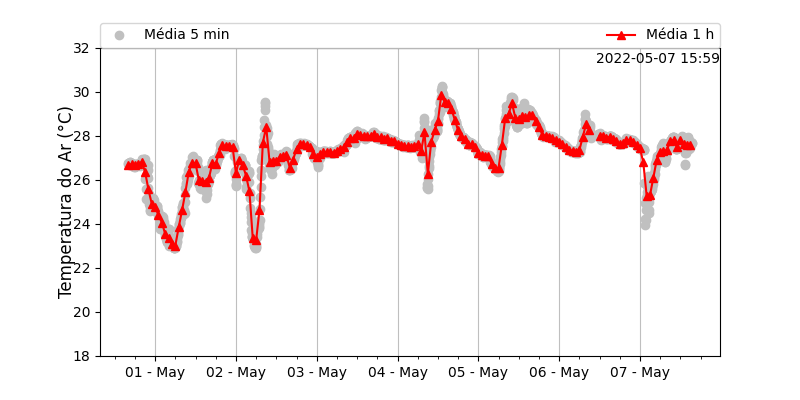 Média 5 min
Média 1 h
2022-05-07 15:59
Temperatura do Ar (°C)
32
30
28
26
24
22
20
18
01 - May
02 - May
03 - May
04 - May
05 - May
06 - May
07 - May